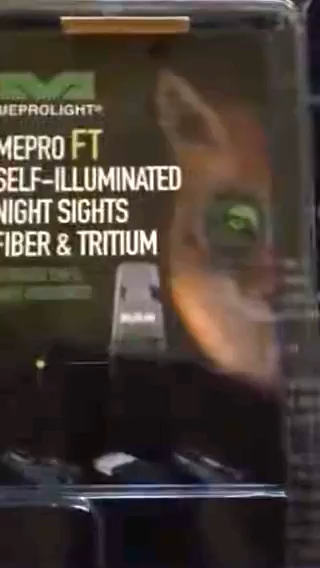 MEPROLIGHT®
MEPRO FT
SELF-ILLUMINATED
NIGHT SIGHTS
FIBER & TRITIUM